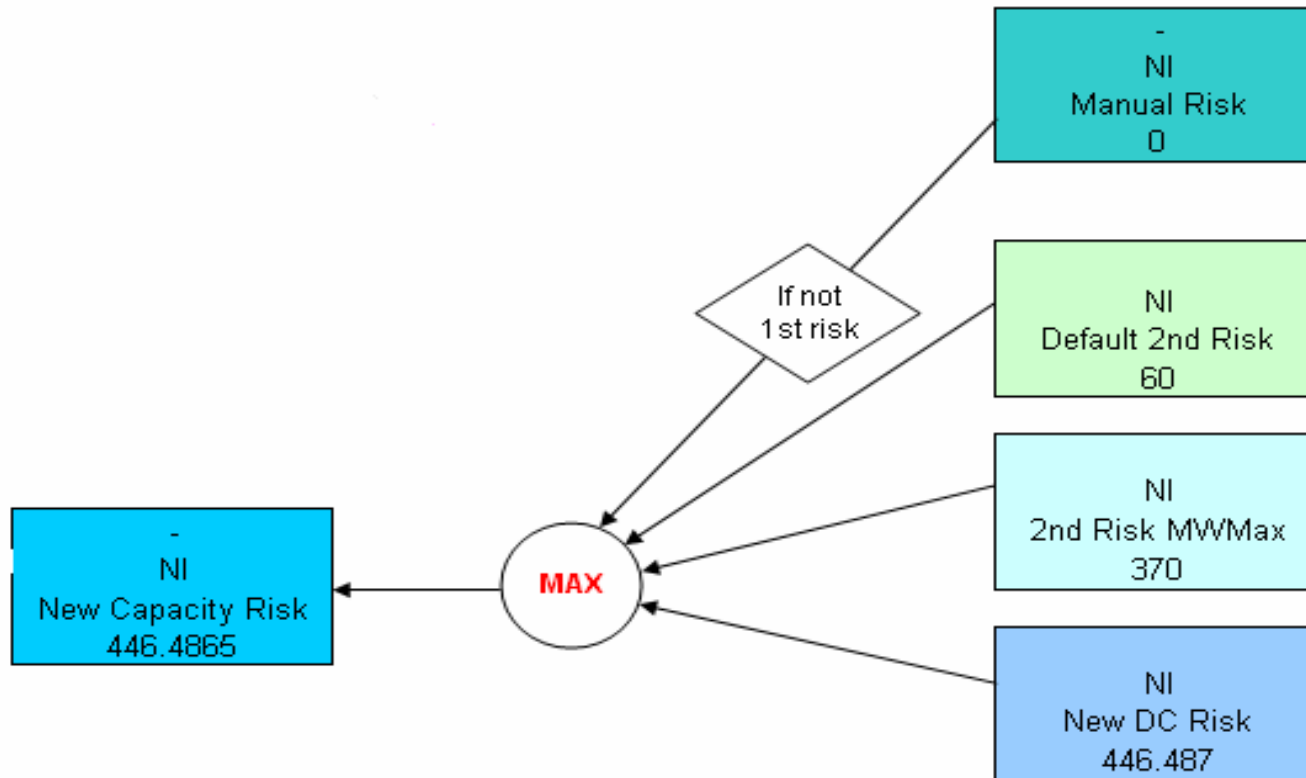 -
NI
Manual Risk
0
If not
1st risk
NI
Default 2nd Risk
60
NI
2nd Risk MWMax
370
-
NI
New Capacity Risk
446.4865
MAX
NI
New DC Risk
446.487